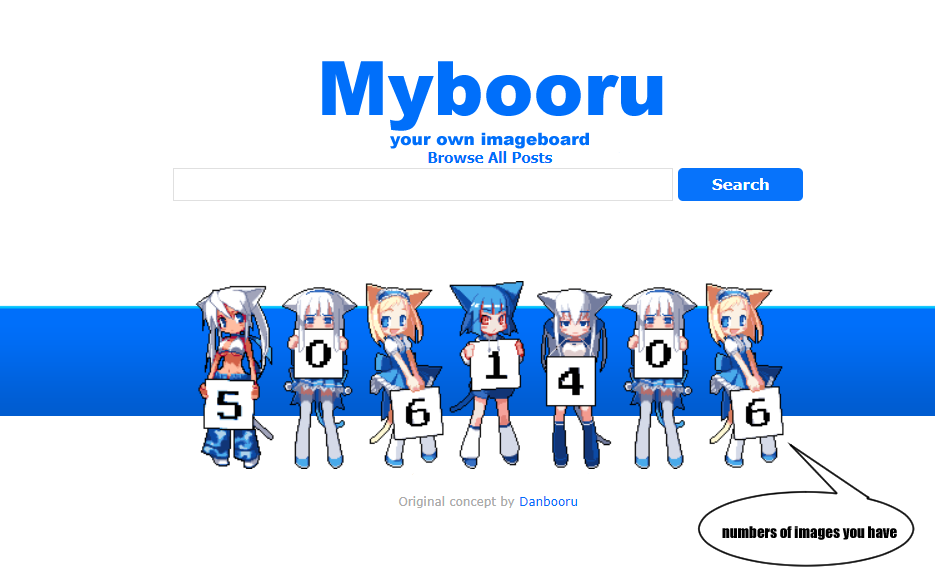 Mybooru
your own imageboard
Browse All Posts
Search
5 0 6 1 4 0 6
Original concept by Danbooru
numbers of images you have